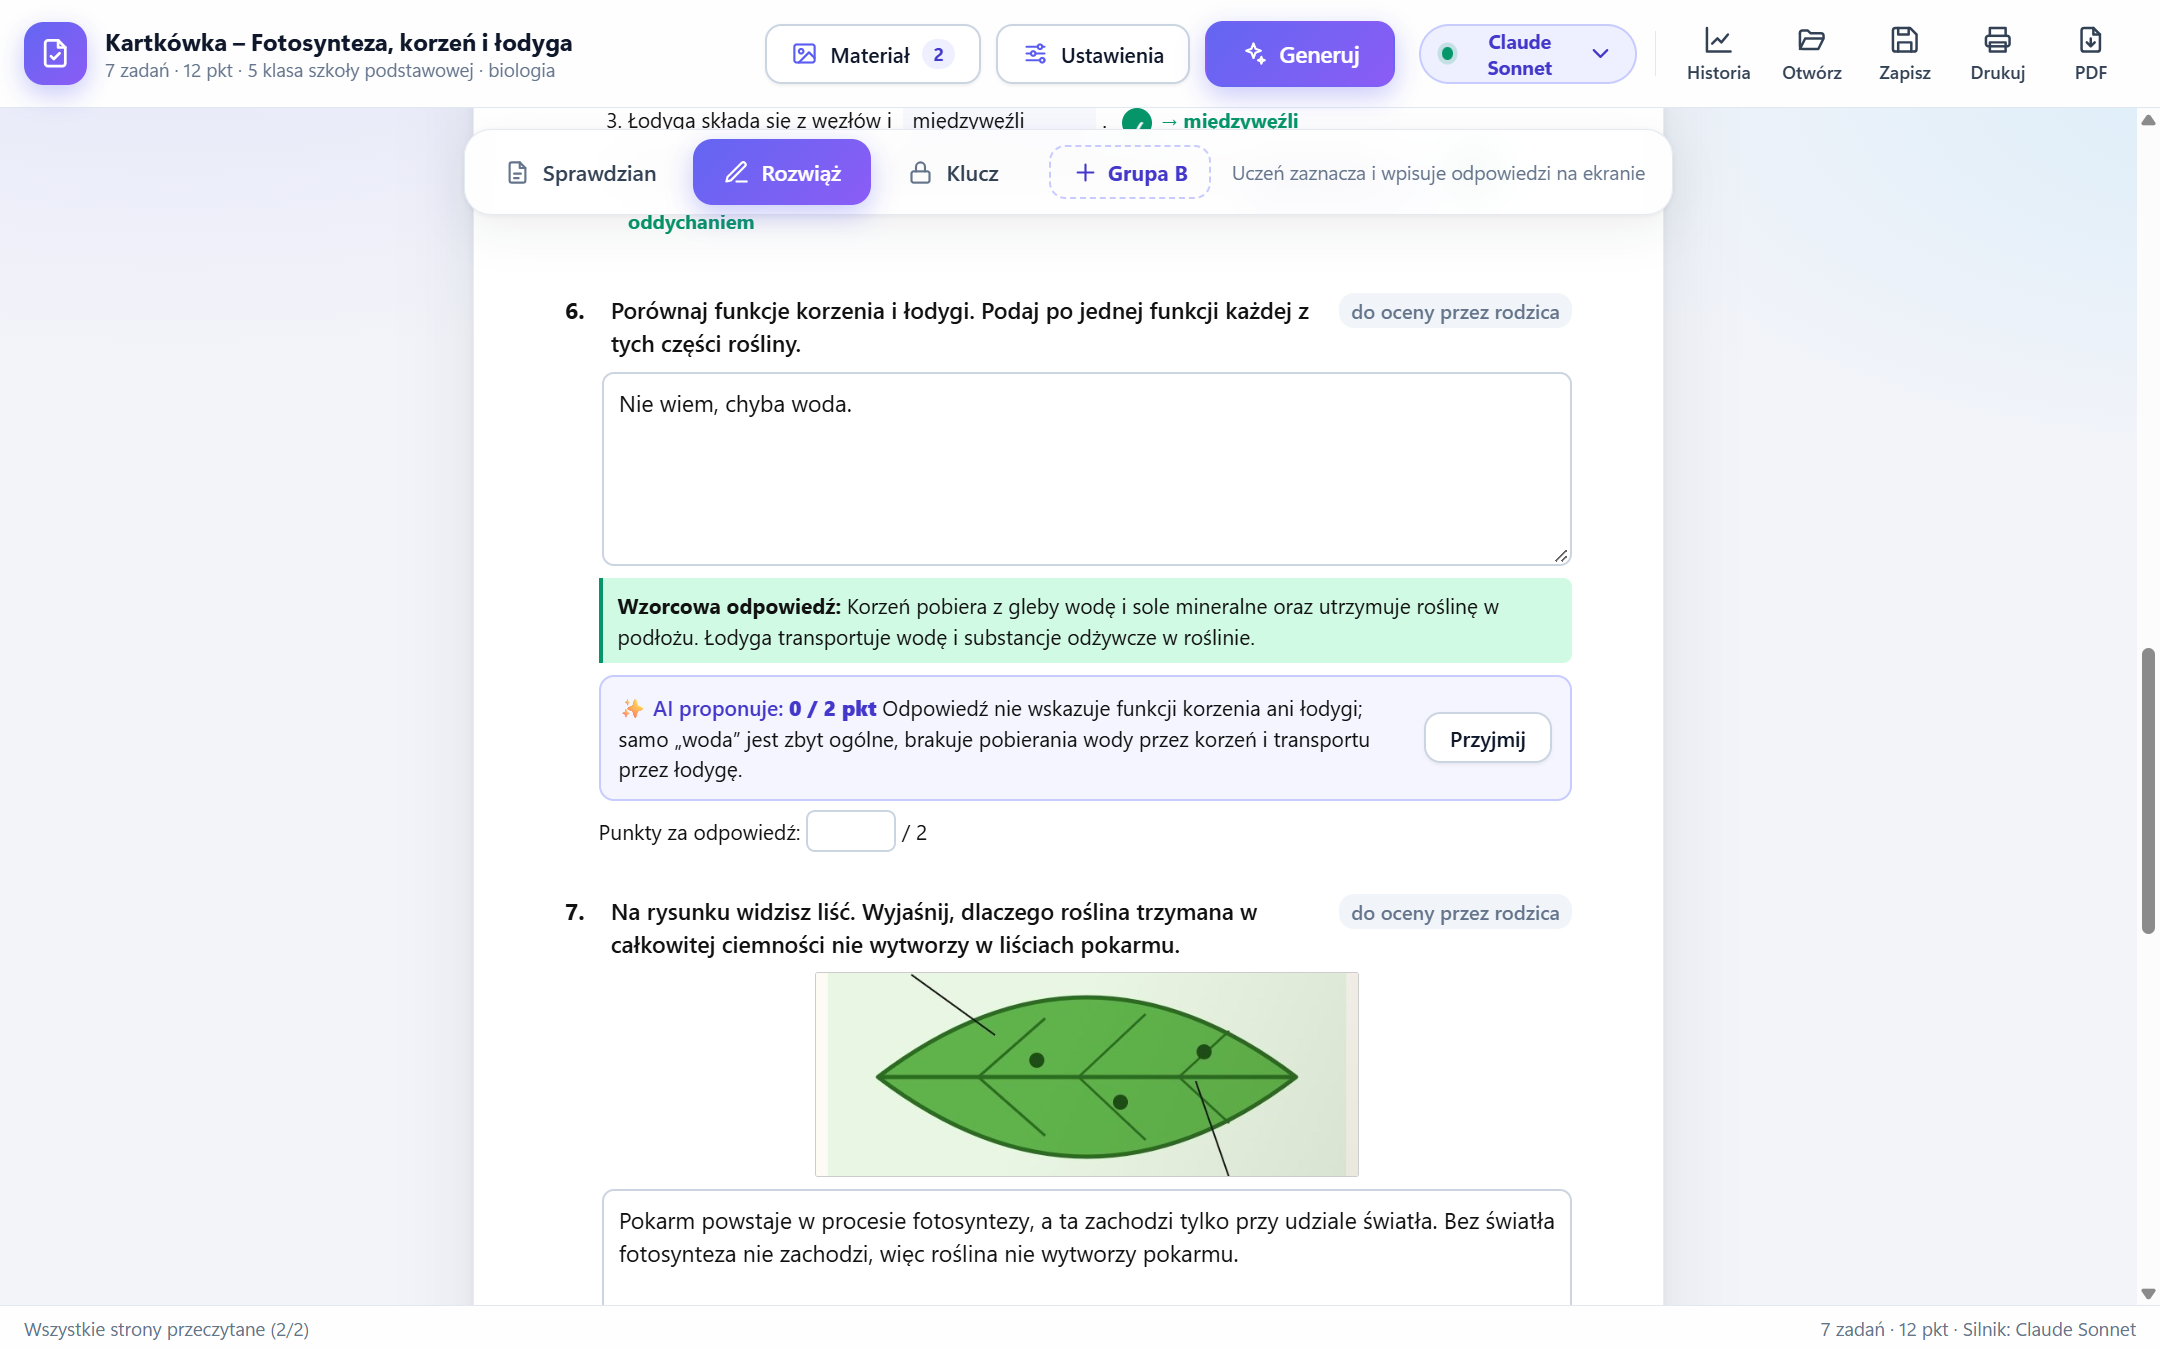 Kartkówka – Fotosynteza, korzeń i łodyga
7 zadań · 12 pkt · 5 klasa szkoły podstawowej · biologia
Materiał 2
Ustawienia
Generuj
Claude
Sonnet
Historia
Otwórz
Zapisz
Drukuj
PDF
3. Łodyga składa się z węzłów i międzywęźli . → międzywęźli
Sprawdzian
Rozwiąż
Klucz
+ Grupa B
Uczeń zaznacza i wpisuje odpowiedzi na ekranie
oddychaniem
6. Porównaj funkcje korzenia i łodygi. Podaj po jednej funkcji każdej z
tych części rośliny.
do oceny przez rodzica
Nie wiem, chyba woda.
Wzorcowa odpowiedź: Korzeń pobiera z gleby wodę i sole mineralne oraz utrzymuje roślinę w
podłożu. Łodyga transportuje wodę i substancje odżywcze w roślinie.
✨ AI proponuje: 0 / 2 pkt Odpowiedź nie wskazuje funkcji korzenia ani łodygi;
samo „woda” jest zbyt ogólne, brakuje pobierania wody przez korzeń i transportu
przez łodygę.
Przyjmij
Punkty za odpowiedź: / 2
7. Na rysunku widzisz liść. Wyjaśnij, dlaczego roślina trzymana w
całkowitej ciemności nie wytworzy w liściach pokarmu.
do oceny przez rodzica
Pokarm powstaje w procesie fotosyntezy, a ta zachodzi tylko przy udziale światła. Bez światła
fotosynteza nie zachodzi, więc roślina nie wytworzy pokarmu.
Wszystkie strony przeczytane (2/2)
7 zadań · 12 pkt · Silnik: Claude Sonnet